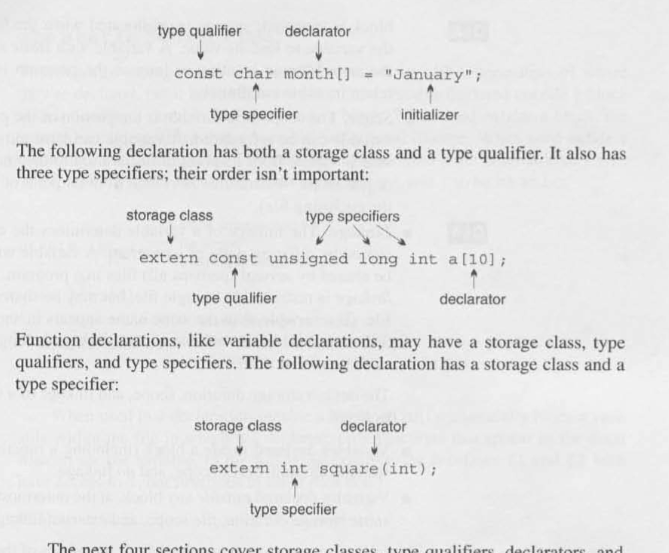 type qualifier declarator
const char month[] = "January";
type specifier initializer
The following declaration has both a storage class and a type qualifier. It also has
three type specifiers; their order isn't important:
storage class type specifiers
extern const unsigned long int a[10];
type qualifier declarator
Function declarations, like variable declarations, may have a storage class, type
qualifiers, and type specifiers. The following declaration has a storage class and a
type specifier:
storage class declarator
extern int square(int);
type specifier
The next four sections cover storage classes, type qualifiers, declarators, and